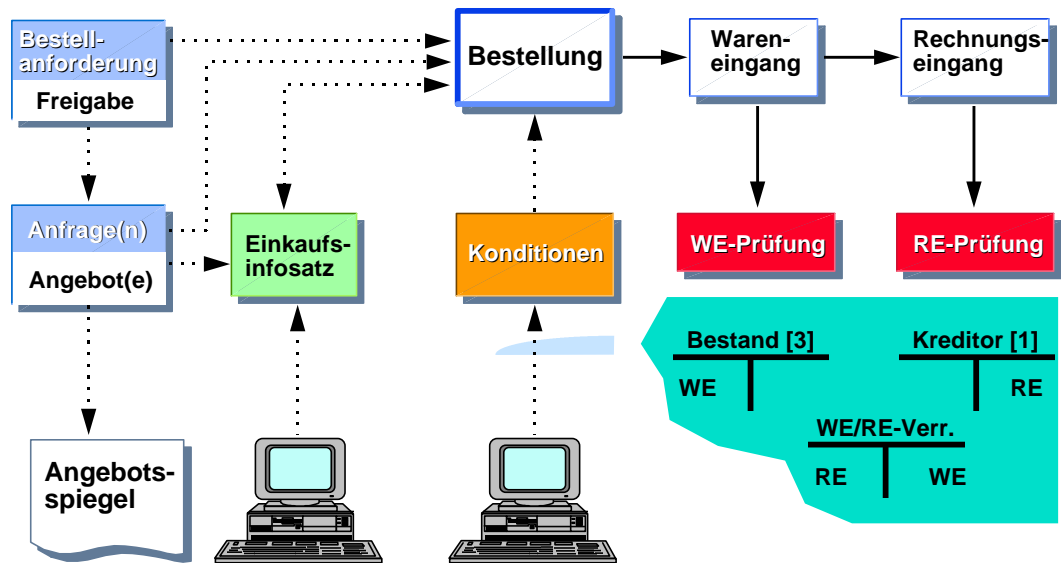 Bestell-
anforderung
Freigabe
Bestellung
Waren-
eingang
Rechnungs-
eingang
Anfrage(n)
Angebot(e)
Einkaufs-
infosatz
Konditionen
WE-Prüfung
RE-Prüfung
Bestand [3]
WE
Kreditor [1]
RE
WE/RE-Verr.
RE
WE
Angebots-
spiegel